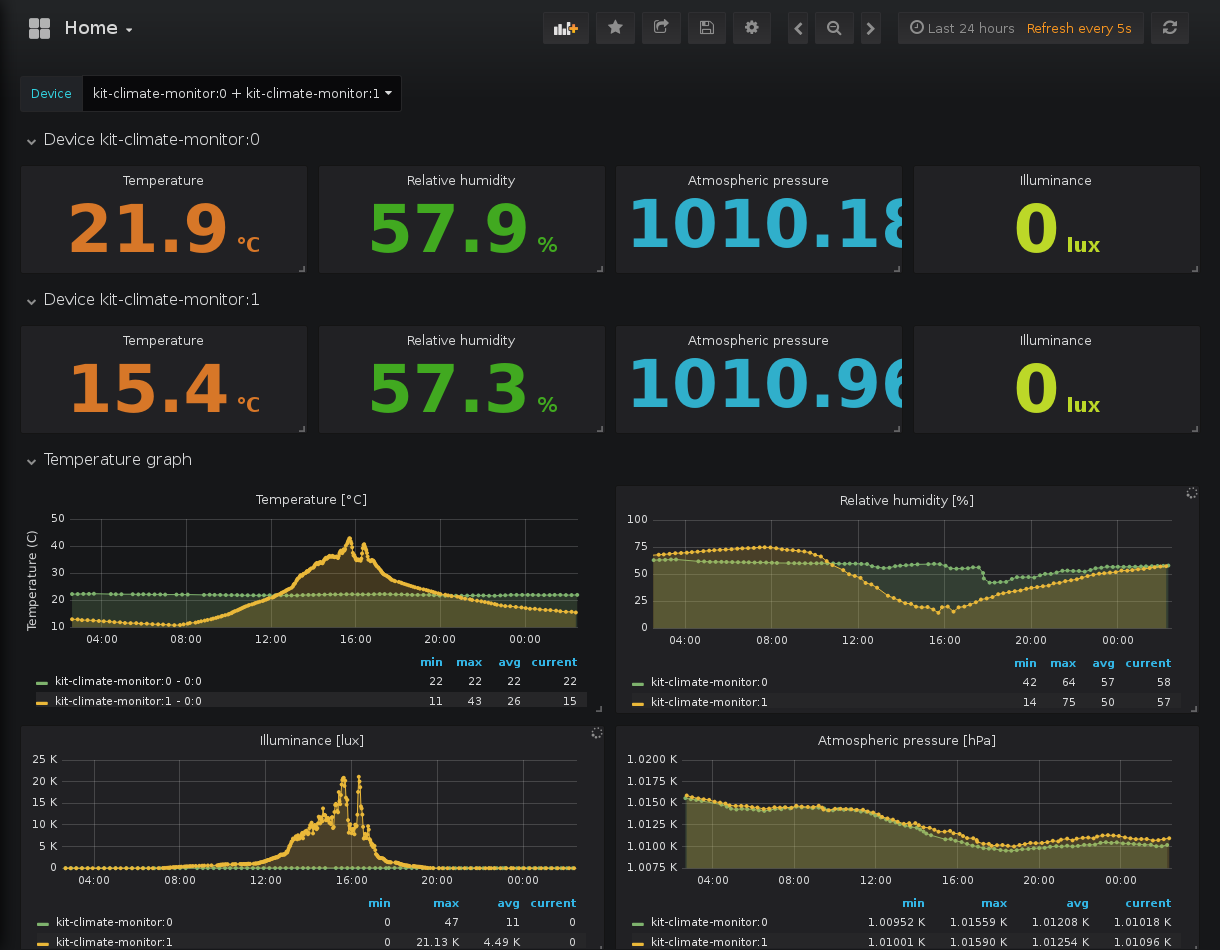 Home
Last 24 hours Refresh every 5s
Device kit-climate-monitor:0 + kit-climate-monitor:1
Device kit-climate-monitor:0
Temperature Relative humidity Atmospheric pressure Illuminance
21.9 °C 57.9 % 1010.18 0 lux
Device kit-climate-monitor:1
Temperature Relative humidity Atmospheric pressure Illuminance
15.4 °C 57.3 % 1010.96 0 lux
Temperature graph
Temperature [°C]
Temperature (C)
50
40
30
20
10
04:00 08:00 12:00 16:00 20:00 00:00
min max avg current
kit-climate-monitor:0 - 0:0 22 22 22 22
kit-climate-monitor:1 - 0:0 11 43 26 15
Relative humidity [%]
100
75
50
25
0
04:00 08:00 12:00 16:00 20:00 00:00
min max avg current
kit-climate-monitor:0 42 64 57 58
kit-climate-monitor:1 14 75 50 57
Illuminance [lux]
25 K
20 K
15 K
10 K
5 K
0
04:00 08:00 12:00 16:00 20:00 00:00
min max avg current
kit-climate-monitor:0 0 47 11 0
kit-climate-monitor:1 0 21.13 K 4.49 K 0
Atmospheric pressure [hPa]
1.0200 K
1.0175 K
1.0150 K
1.0125 K
1.0100 K
1.0075 K
04:00 08:00 12:00 16:00 20:00 00:00
min max avg current
kit-climate-monitor:0 1.00952 K 1.01559 K 1.01208 K 1.01018 K
kit-climate-monitor:1 1.01001 K 1.01590 K 1.01254 K 1.01096 K